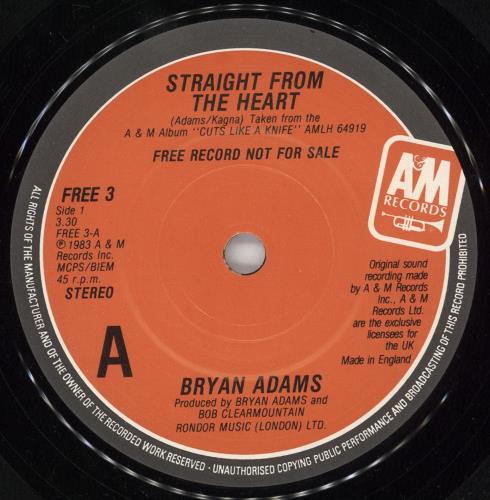 STRAIGHT FROM
THE HEART
(Adams/Kagna) Taken from the
A & M Album "CUTS LIKE A KNIFE" AMLH 64919
FREE RECORD NOT FOR SALE
A&M
RECORDS
FREE 3
Side 1
3.30
FREE 3-A
℗ 1983 A & M
Records Inc.
MCPS/BIEM
45 r.p.m.
STEREO
A
Original sound
recording made
by A & M Records
Inc., A & M
Records Ltd.
are the exclusive
licensees for
the UK
Made in England
BRYAN ADAMS
Produced by BRYAN ADAMS and
BOB CLEARMOUNTAIN
RONDOR MUSIC (LONDON) LTD.
ALL RIGHTS OF THE MANUFACTURER AND OF THE OWNER OF THE RECORDED WORK RESERVED · UNAUTHORISED COPYING PUBLIC PERFORMANCE AND BROADCASTING OF THIS RECORD PROHIBITED